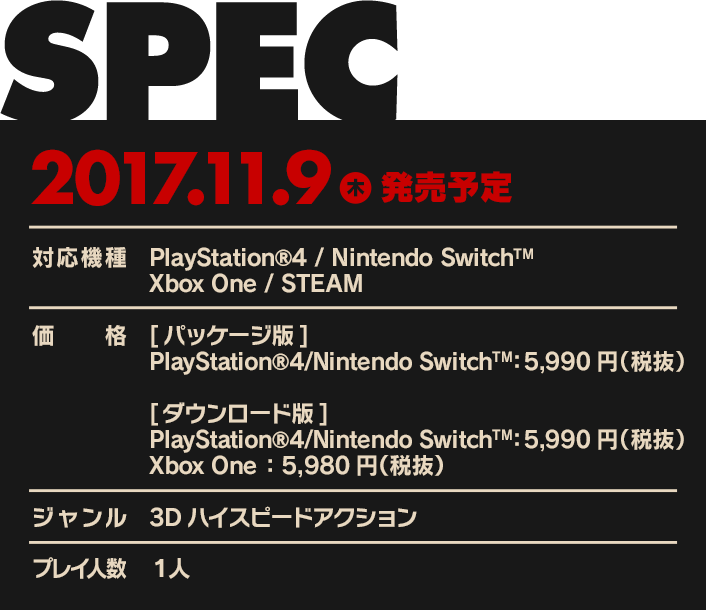 SPEC
2017.11.9 木 発売予定
対応機種 PlayStation®4 / Nintendo Switch™
Xbox One / STEAM
価　　格 [ パッケージ版 ]
PlayStation®4/Nintendo Switch™：5,990 円（税抜）
[ ダウンロード版 ]
PlayStation®4/Nintendo Switch™：5,990 円（税抜）
Xbox One ：5,980 円（税抜）
ジャンル 3D ハイスピードアクション
プレイ人数 1人